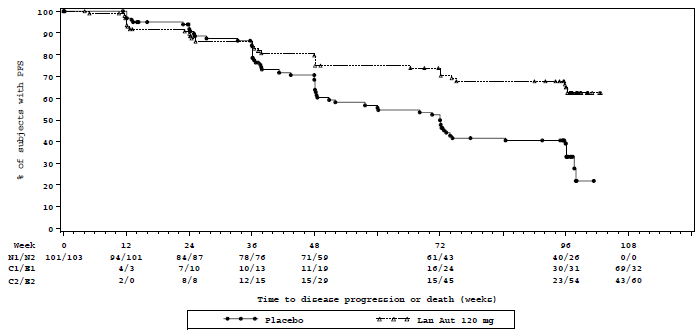 100
90
80
70
60
50
40
30
20
10
0
% of subjects with PFS
Week 0 12 24 36 48 72 96 108
N1/N2 101/103 94/101 84/87 78/76 71/59 61/43 40/26 0/0
C1/E1 4/3 7/10 10/13 11/19 16/24 30/31 69/32
C2/E2 2/0 8/8 12/15 15/29 15/45 23/54 43/60
Time to disease progression or death (weeks)
Placebo Lan Aut 120 mg